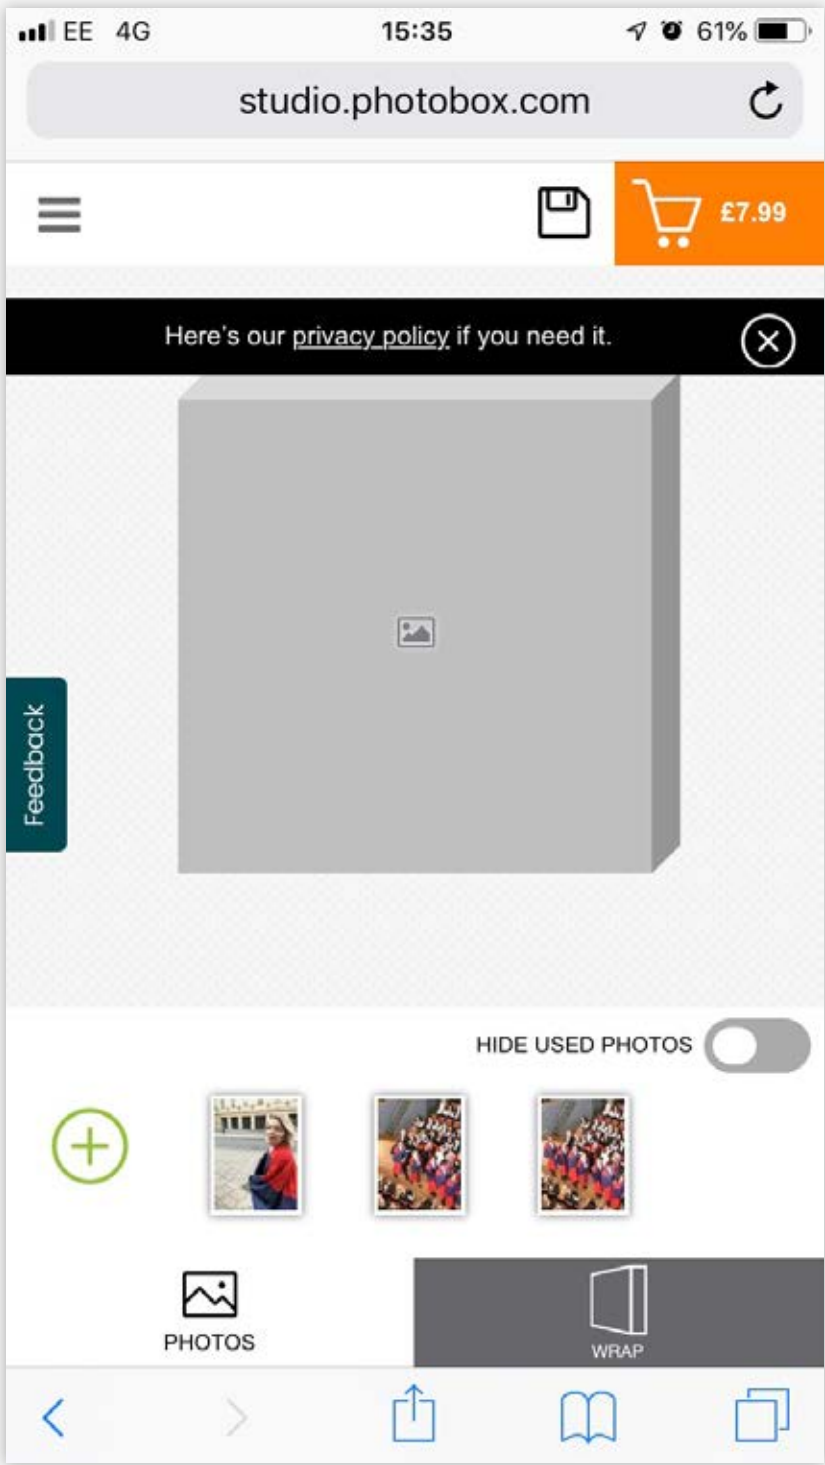 EE 4G 15:35 61%
studio.photobox.com
£7.99
Here's our privacy policy if you need it.
Feedback
HIDE USED PHOTOS
PHOTOS
WRAP